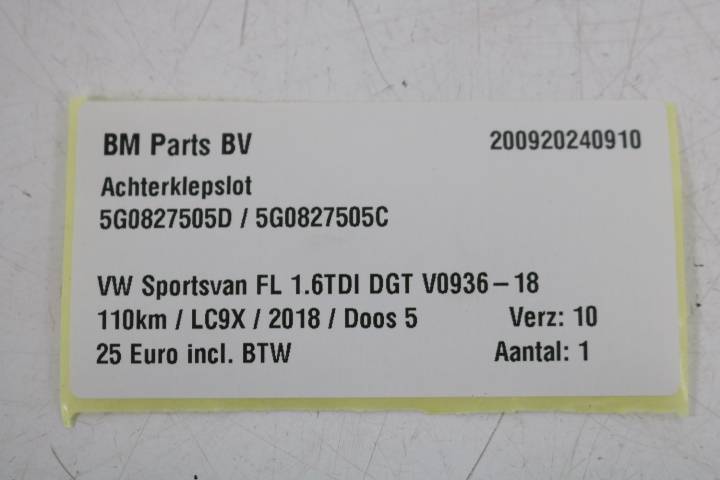 BM Parts BV 200920240910
Achterklepslot
5G0827505D / 5G0827505C
VW Sportsvan FL 1.6TDI DGT V0936-18
110km / LC9X / 2018 / Doos 5 Verz: 10
25 Euro incl. BTW Aantal: 1